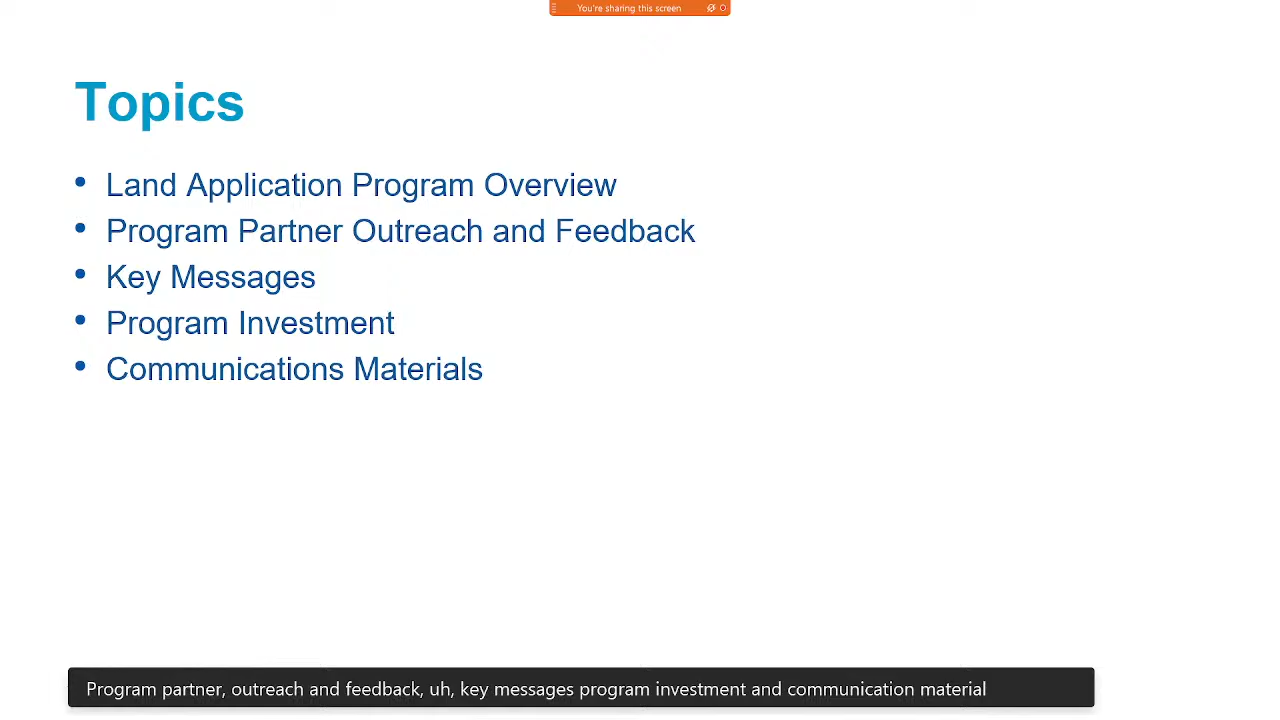 You're sharing this screen
Topics
• Land Application Program Overview
• Program Partner Outreach and Feedback
• Key Messages
• Program Investment
• Communications Materials
Program partner, outreach and feedback, uh, key messages program investment and communication material